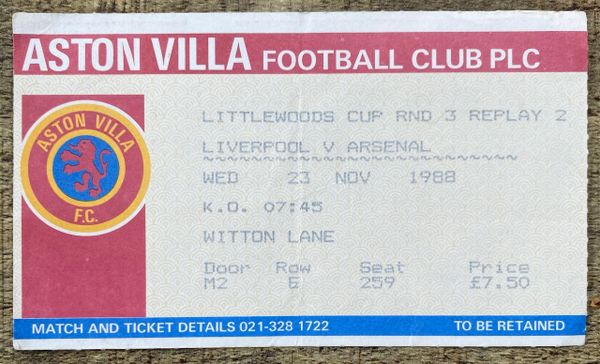 ASTON VILLA FOOTBALL CLUB PLC
ASTON VILLA
F.C.
LITTLEWOODS CUP RND 3 REPLAY 2
LIVERPOOL V ARSENAL
~~~~~~~~~~~~~~~~~~~~~~~~~~~~~
WED 23 NOV 1988
K.O. 07:45
WITTON LANE
Door Row Seat Price
M2 E 259 £7.50
MATCH AND TICKET DETAILS 021-328 1722 TO BE RETAINED